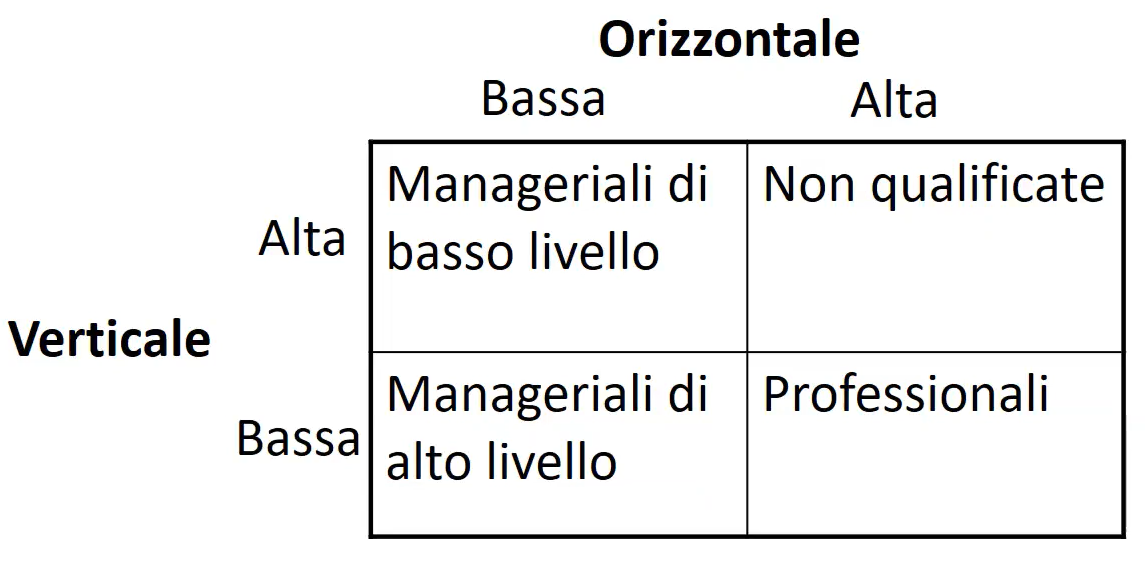 Orizzontale
Bassa Alta
Manageriali di
basso livello
Non qualificate
Alta
Verticale
Manageriali di
alto livello
Professionali
Bassa